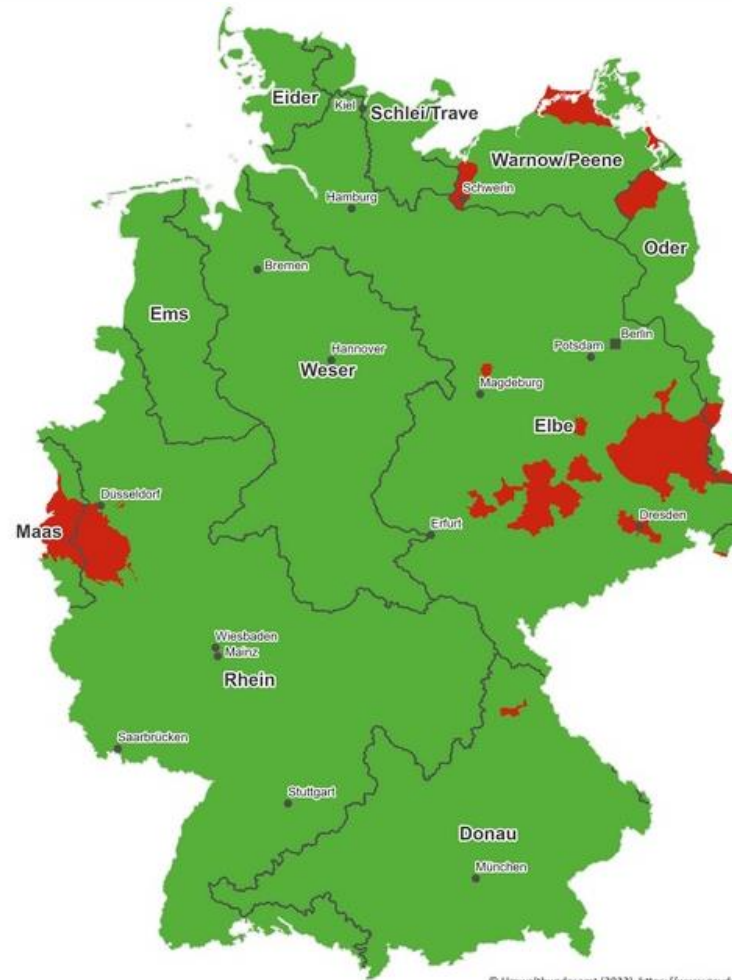 Eider
Kiel
Schlei/Trave
Warnow/Peene
Schwerin
Hamburg
Oder
Bremen
Ems
Berlin
Potsdam
Hannover
Weser
Magdeburg
Elbe
Düsseldorf
Maas
Erfurt
Dresden
Wiesbaden
Mainz
Rhein
Saarbrücken
Stuttgart
Donau
München